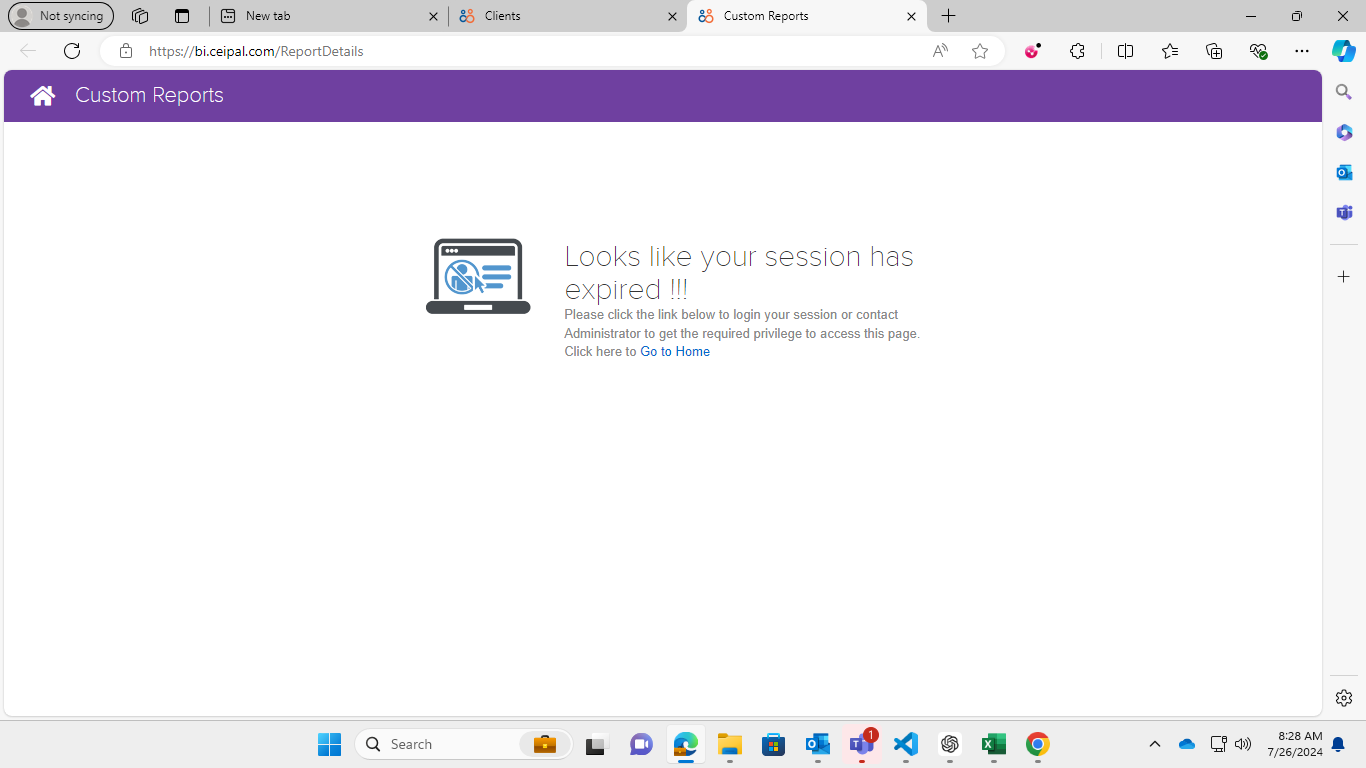 Not syncing
New tab
Clients
Custom Reports
https://bi.ceipal.com/ReportDetails
Custom Reports
Looks like your session has
expired !!!
Please click the link below to login your session or contact
Administrator to get the required privilege to access this page.
Click here to Go to Home
Search
1
8:28 AM
7/26/2024